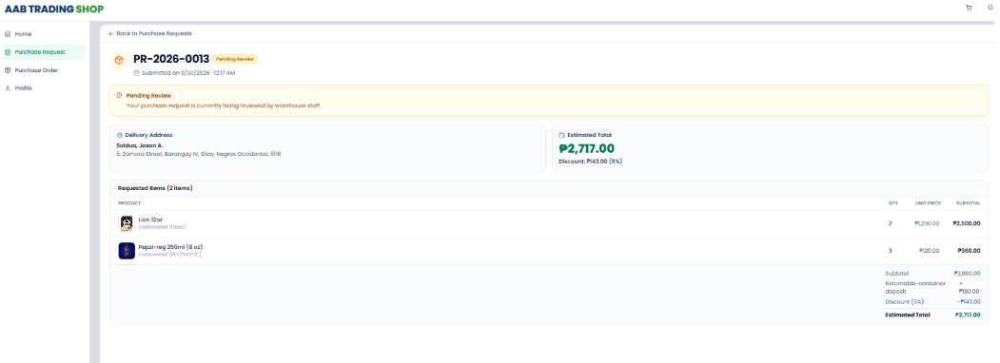 AAB TRADING SHOP
Home
Purchase Request
Purchase Order
Profile
← Back to Purchase Requests
PR-2026-0013 Pending Review
Submitted on 8/30/2026 · 12:17 AM
Pending Review
Your purchase request is currently being reviewed by warehouse staff.
Delivery Address
Saldua, Jason A.
5, Zamora Street, Barangay IV, Silay, Negros Occidental, 6116
Estimated Total
₱2,717.00
Discount: ₱143.00 (5%)
Requested Items (2 items)
PRODUCT QTY UNIT PRICE SUBTOTAL
Lion 12oz
Carbonated (Glass)
2 ₱1,250.00 ₱2,500.00
Pepzi-reg 250ml (8 oz)
Carbonated (PET/PLASTIC)
3 ₱120.00 ₱360.00
Subtotal ₱2,860.00
Returnable-container +
deposit ₱180.00
Discount (5%) -₱143.00
Estimated Total ₱2,717.00